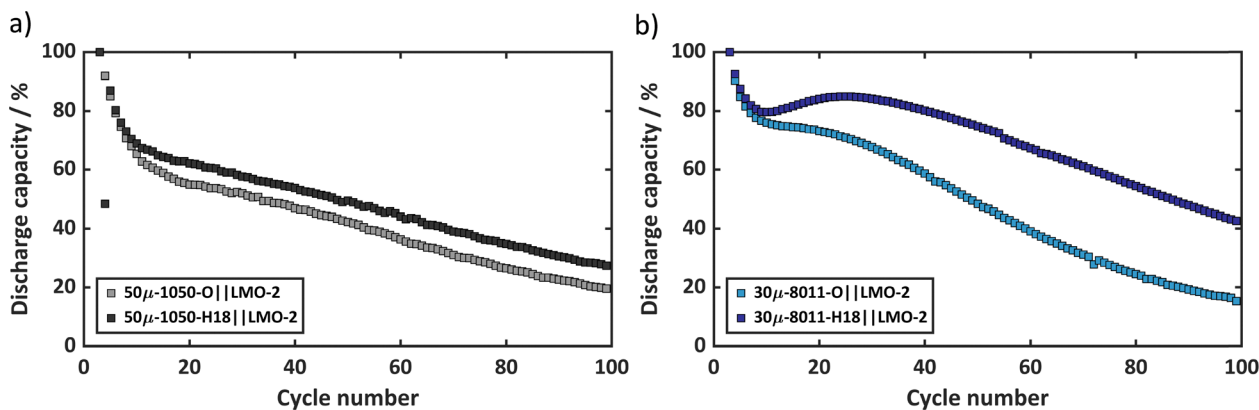 a)
100
80
60
40
20
0
Discharge capacity / %
50μ-1050-O||LMO-2
50μ-1050-H18||LMO-2
0 20 40 60 80 100
Cycle number
b)
100
80
60
40
20
0
Discharge capacity / %
30μ-8011-O||LMO-2
30μ-8011-H18||LMO-2
0 20 40 60 80 100
Cycle number